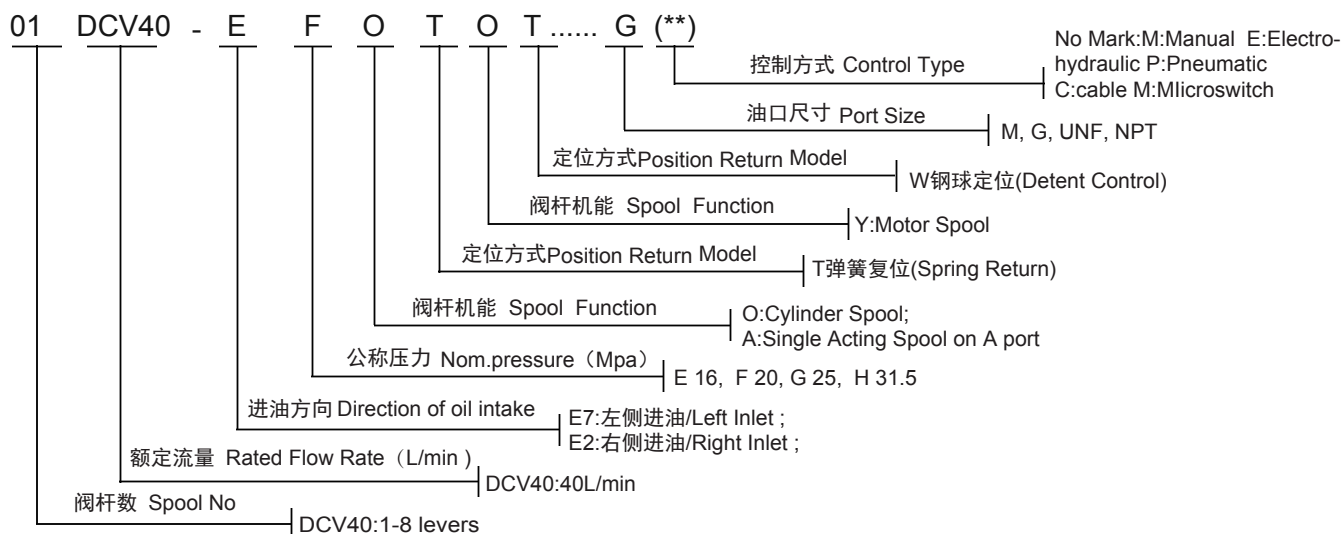 01 DCV40 - E F O T O T...... G (**)
No Mark:M:Manual E:Electro-
控制方式 Control Type
hydraulic P:Pneumatic
C:cable M:MIicroswitch
油口尺寸 Port Size
M, G, UNF, NPT
定位方式Position Return Model
W钢球定位(Detent Control)
阀杆机能 Spool Function
Y:Motor Spool
定位方式Position Return Model
T弹簧复位(Spring Return)
阀杆机能 Spool Function
O:Cylinder Spool;
A:Single Acting Spool on A port
公称压力 Nom.pressure（Mpa）
E 16, F 20, G 25, H 31.5
进油方向 Direction of oil intake
E7:左侧进油/Left Inlet ;
E2:右侧进油/Right Inlet ;
额定流量 Rated Flow Rate（L/min )
DCV40:40L/min
阀杆数 Spool No
DCV40:1-8 levers